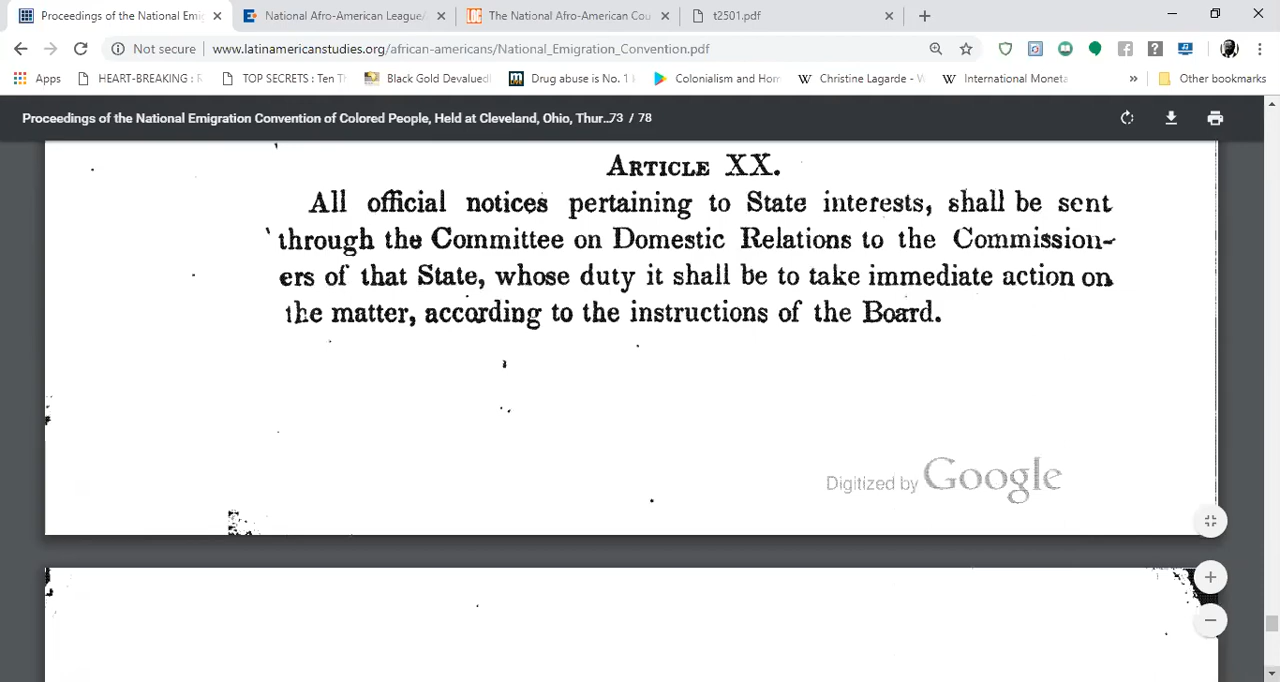 Proceedings of the National Emig
National Afro-American League/
The National Afro-American Cou
t2501.pdf
Not secure
www.latinamericanstudies.org/african-americans/National_Emigration_Convention.pdf
Apps
HEART-BREAKING : R
TOP SECRETS : Ten Th
Black Gold Devalued
Drug abuse is No. 1 k
Colonialism and Hom
Christine Lagarde - W
International Moneta
»
Other bookmarks
Proceedings of the National Emigration Convention of Colored People, Held at Cleveland, Ohio, Thur... 73 / 78
ARTICLE XX.
All official notices pertaining to State interests, shall be sent
through the Committee on Domestic Relations to the Commission-
ers of that State, whose duty it shall be to take immediate action on
the matter, according to the instructions of the Board.
Digitized by Google